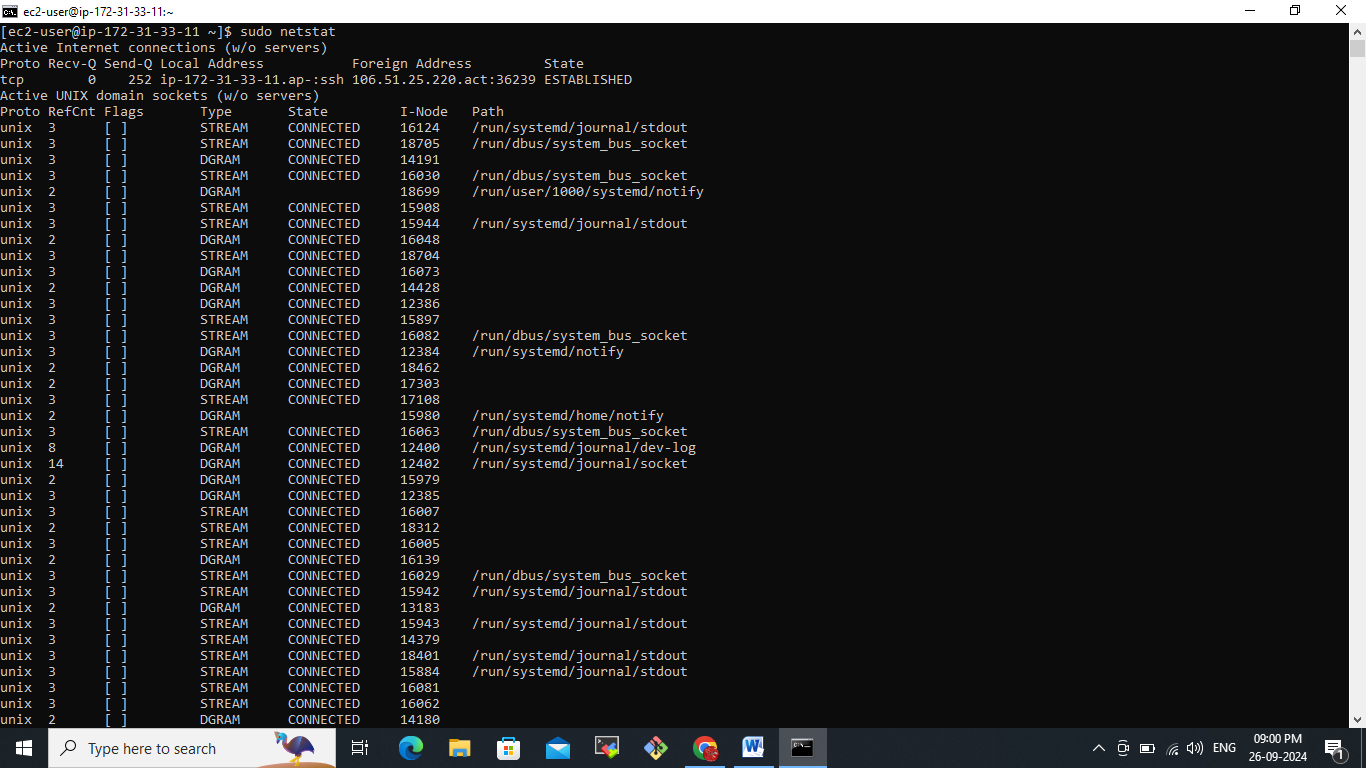 ec2-user@ip-172-31-33-11:~
[ec2-user@ip-172-31-33-11 ~]$ sudo netstat
Active Internet connections (w/o servers)
Proto Recv-Q Send-Q Local Address           Foreign Address         State
tcp        0    252 ip-172-31-33-11.ap-:ssh 106.51.25.220.act:36239 ESTABLISHED
Active UNIX domain sockets (w/o servers)
Proto RefCnt Flags       Type       State         I-Node   Path
unix  3      [ ]         STREAM     CONNECTED     16124    /run/systemd/journal/stdout
unix  3      [ ]         STREAM     CONNECTED     18705    /run/dbus/system_bus_socket
unix  3      [ ]         DGRAM      CONNECTED     14191
unix  3      [ ]         STREAM     CONNECTED     16030    /run/dbus/system_bus_socket
unix  2      [ ]         DGRAM                    18699    /run/user/1000/systemd/notify
unix  3      [ ]         STREAM     CONNECTED     15908
unix  3      [ ]         STREAM     CONNECTED     15944    /run/systemd/journal/stdout
unix  2      [ ]         DGRAM      CONNECTED     16048
unix  3      [ ]         STREAM     CONNECTED     18704
unix  3      [ ]         DGRAM      CONNECTED     16073
unix  2      [ ]         DGRAM      CONNECTED     14428
unix  3      [ ]         DGRAM      CONNECTED     12386
unix  3      [ ]         STREAM     CONNECTED     15897
unix  3      [ ]         STREAM     CONNECTED     16082    /run/dbus/system_bus_socket
unix  3      [ ]         DGRAM      CONNECTED     12384    /run/systemd/notify
unix  2      [ ]         DGRAM      CONNECTED     18462
unix  2      [ ]         DGRAM      CONNECTED     17303
unix  3      [ ]         STREAM     CONNECTED     17108
unix  2      [ ]         DGRAM                    15980    /run/systemd/home/notify
unix  3      [ ]         STREAM     CONNECTED     16063    /run/dbus/system_bus_socket
unix  8      [ ]         DGRAM      CONNECTED     12400    /run/systemd/journal/dev-log
unix  14     [ ]         DGRAM      CONNECTED     12402    /run/systemd/journal/socket
unix  2      [ ]         DGRAM      CONNECTED     15979
unix  3      [ ]         DGRAM      CONNECTED     12385
unix  3      [ ]         STREAM     CONNECTED     16007
unix  2      [ ]         STREAM     CONNECTED     18312
unix  3      [ ]         STREAM     CONNECTED     16005
unix  2      [ ]         DGRAM      CONNECTED     16139
unix  3      [ ]         STREAM     CONNECTED     16029    /run/dbus/system_bus_socket
unix  3      [ ]         STREAM     CONNECTED     15942    /run/systemd/journal/stdout
unix  2      [ ]         DGRAM      CONNECTED     13183
unix  3      [ ]         STREAM     CONNECTED     15943    /run/systemd/journal/stdout
unix  3      [ ]         STREAM     CONNECTED     14379
unix  3      [ ]         STREAM     CONNECTED     18401    /run/systemd/journal/stdout
unix  3      [ ]         STREAM     CONNECTED     15884    /run/systemd/journal/stdout
unix  3      [ ]         STREAM     CONNECTED     16081
unix  3      [ ]         STREAM     CONNECTED     16062
unix  2      [ ]         DGRAM      CONNECTED     14180
Type here to search
ENG
09:00 PM
26-09-2024
1